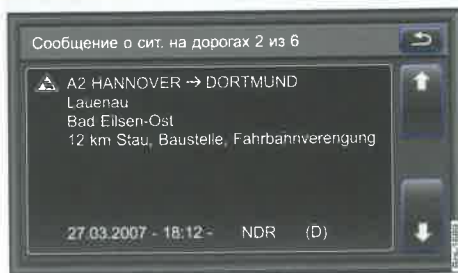 Сообщение о сит. на дорогах 2 из 6
A2 HANNOVER → DORTMUND
Lauenau
Bad Eilsen-Ost
12 km Stau, Baustelle, Fahrbahnverengung
27.03.2007 - 18:12 - NDR (D)